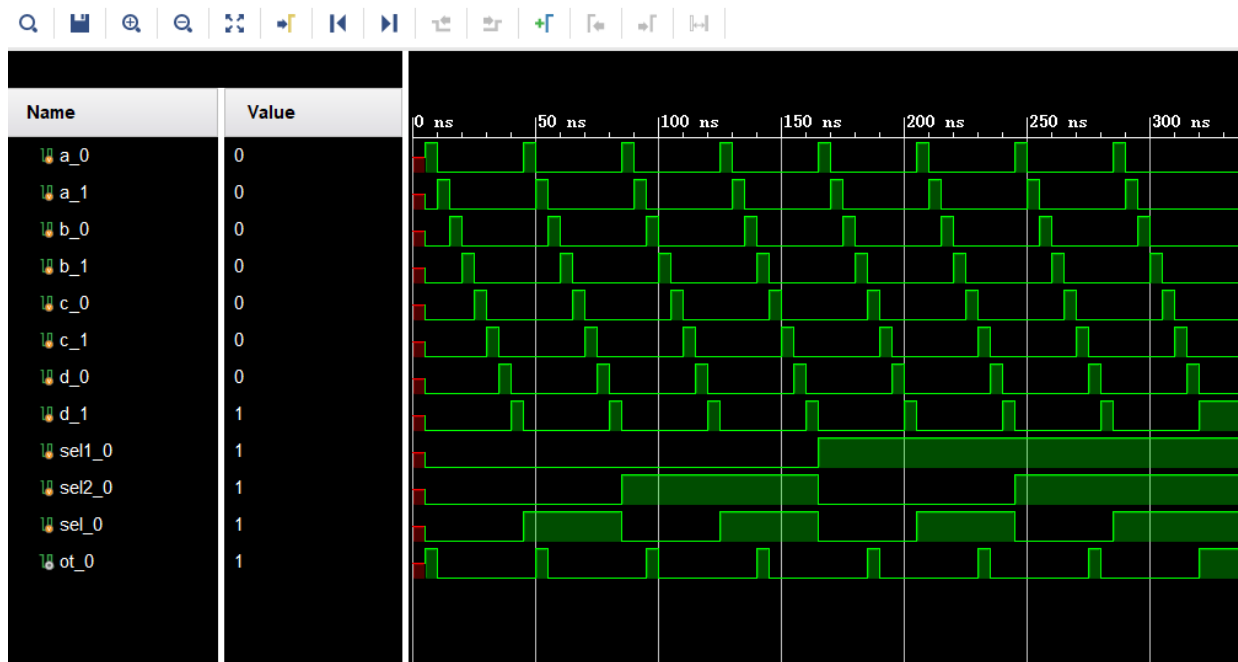 Name Value
0 ns 50 ns 100 ns 150 ns 200 ns 250 ns 300 ns
a_0 0
a_1 0
b_0 0
b_1 0
c_0 0
c_1 0
d_0 0
d_1 1
sel1_0 1
sel2_0 1
sel_0 1
ot_0 1